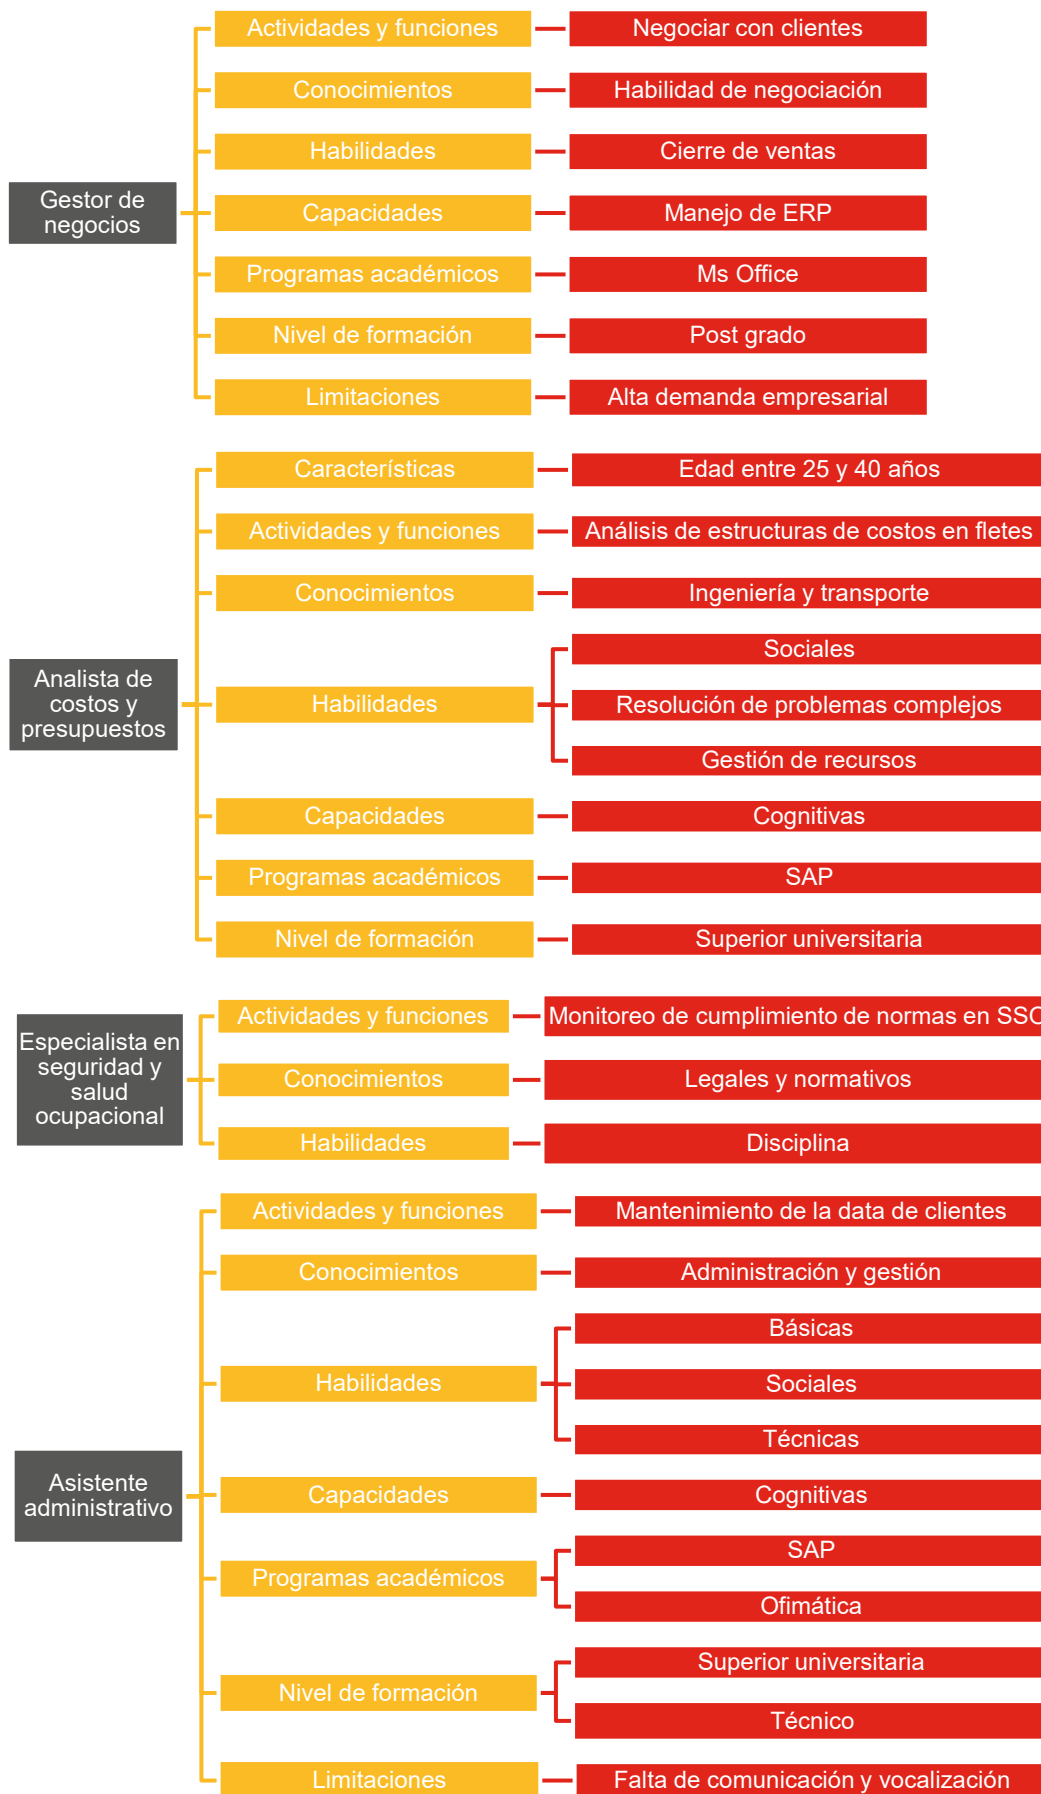 Actividades y funciones
Negociar con clientes
Conocimientos
Habilidad de negociación
Habilidades
Cierre de ventas
Gestor de
negocios
Capacidades
Manejo de ERP
Programas académicos
Ms Office
Nivel de formación
Post grado
Limitaciones
Alta demanda empresarial
Características
Edad entre 25 y 40 años
Actividades y funciones
Análisis de estructuras de costos en fletes
Conocimientos
Ingeniería y transporte
Analista de
costos y
presupuestos
Habilidades
Sociales
Resolución de problemas complejos
Gestión de recursos
Capacidades
Cognitivas
Programas académicos
SAP
Nivel de formación
Superior universitaria
Especialista en
seguridad y
salud
ocupacional
Actividades y funciones
Monitoreo de cumplimiento de normas en SSO
Conocimientos
Legales y normativos
Habilidades
Disciplina
Actividades y funciones
Mantenimiento de la data de clientes
Conocimientos
Administración y gestión
Habilidades
Básicas
Sociales
Técnicas
Asistente
administrativo
Capacidades
Cognitivas
Programas académicos
SAP
Ofimática
Nivel de formación
Superior universitaria
Técnico
Limitaciones
Falta de comunicación y vocalización